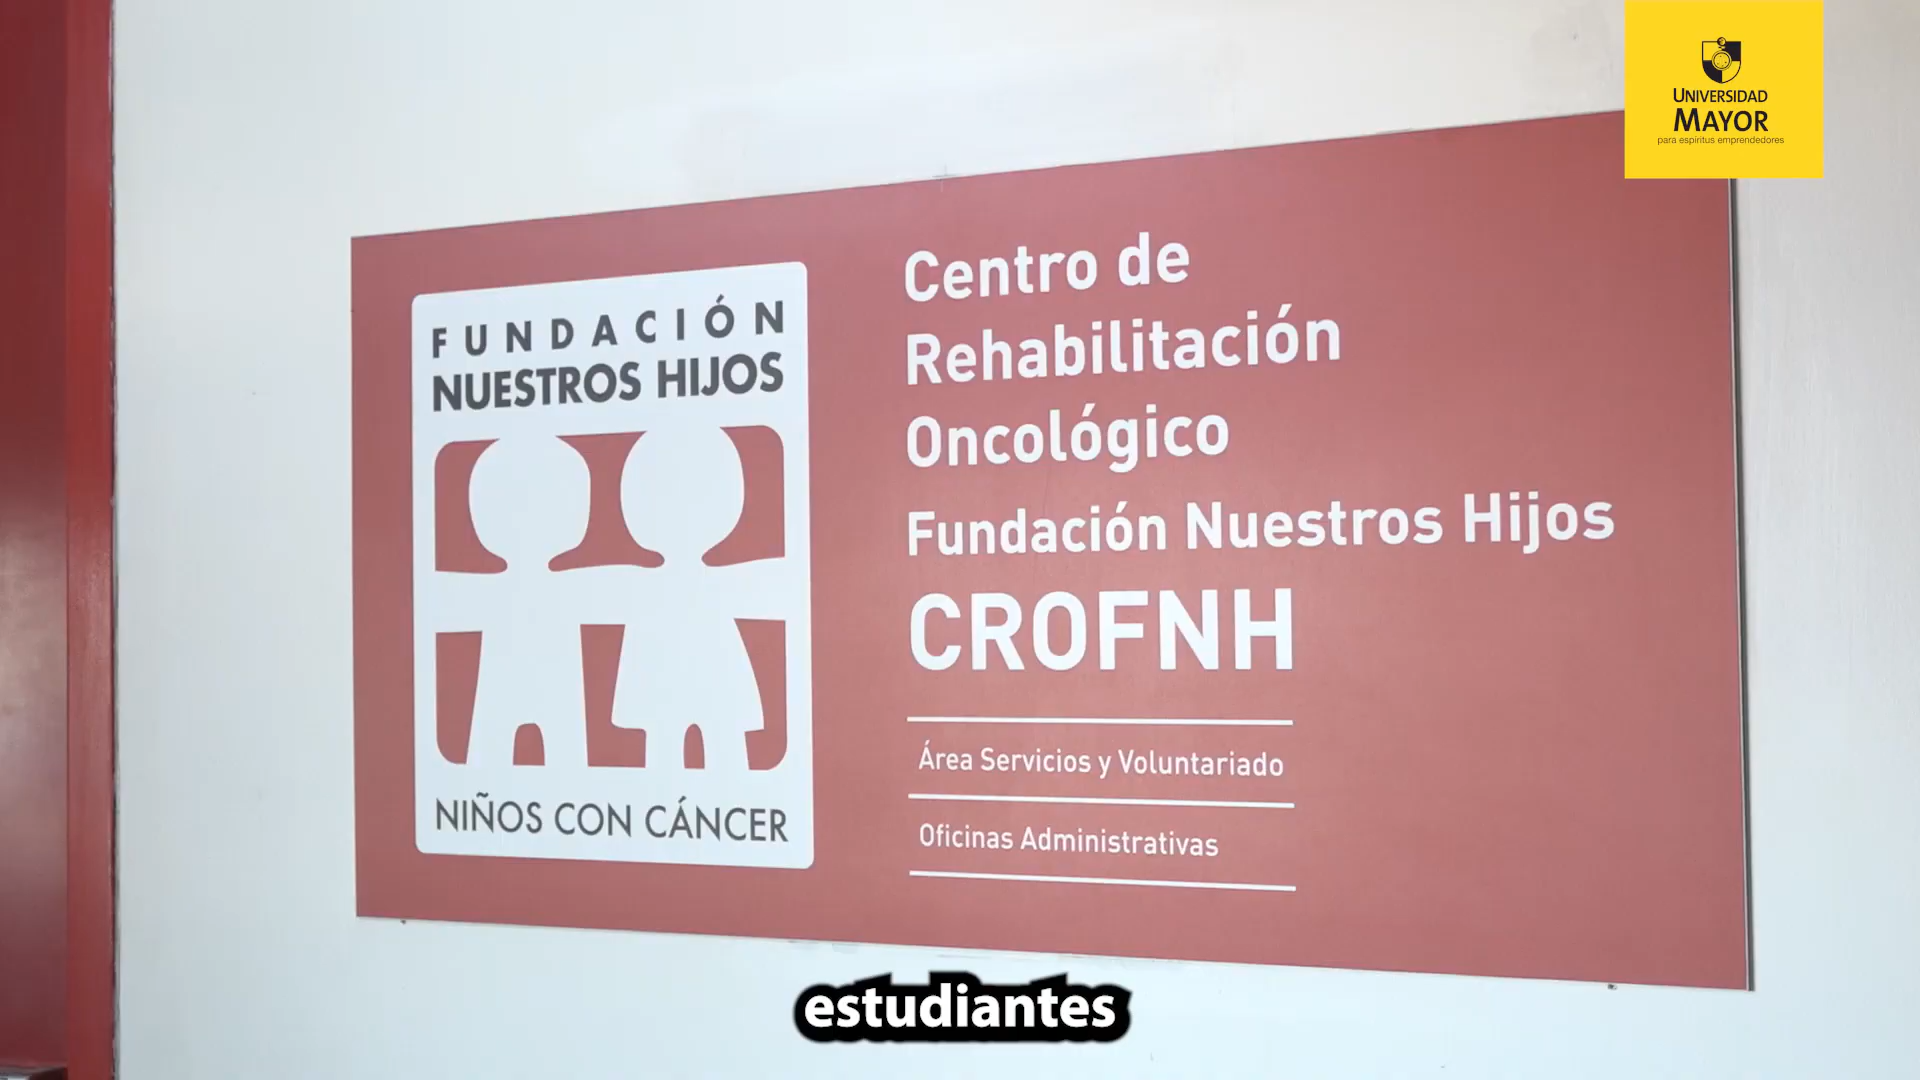 UNIVERSIDAD
MAYOR
para espíritus emprendedores
FUNDACIÓN
NUESTROS HIJOS
NIÑOS CON CÁNCER
Centro de
Rehabilitación
Oncológico
Fundación Nuestros Hijos
CROFNH
Área Servicios y Voluntariado
Oficinas Administrativas
estudiantes